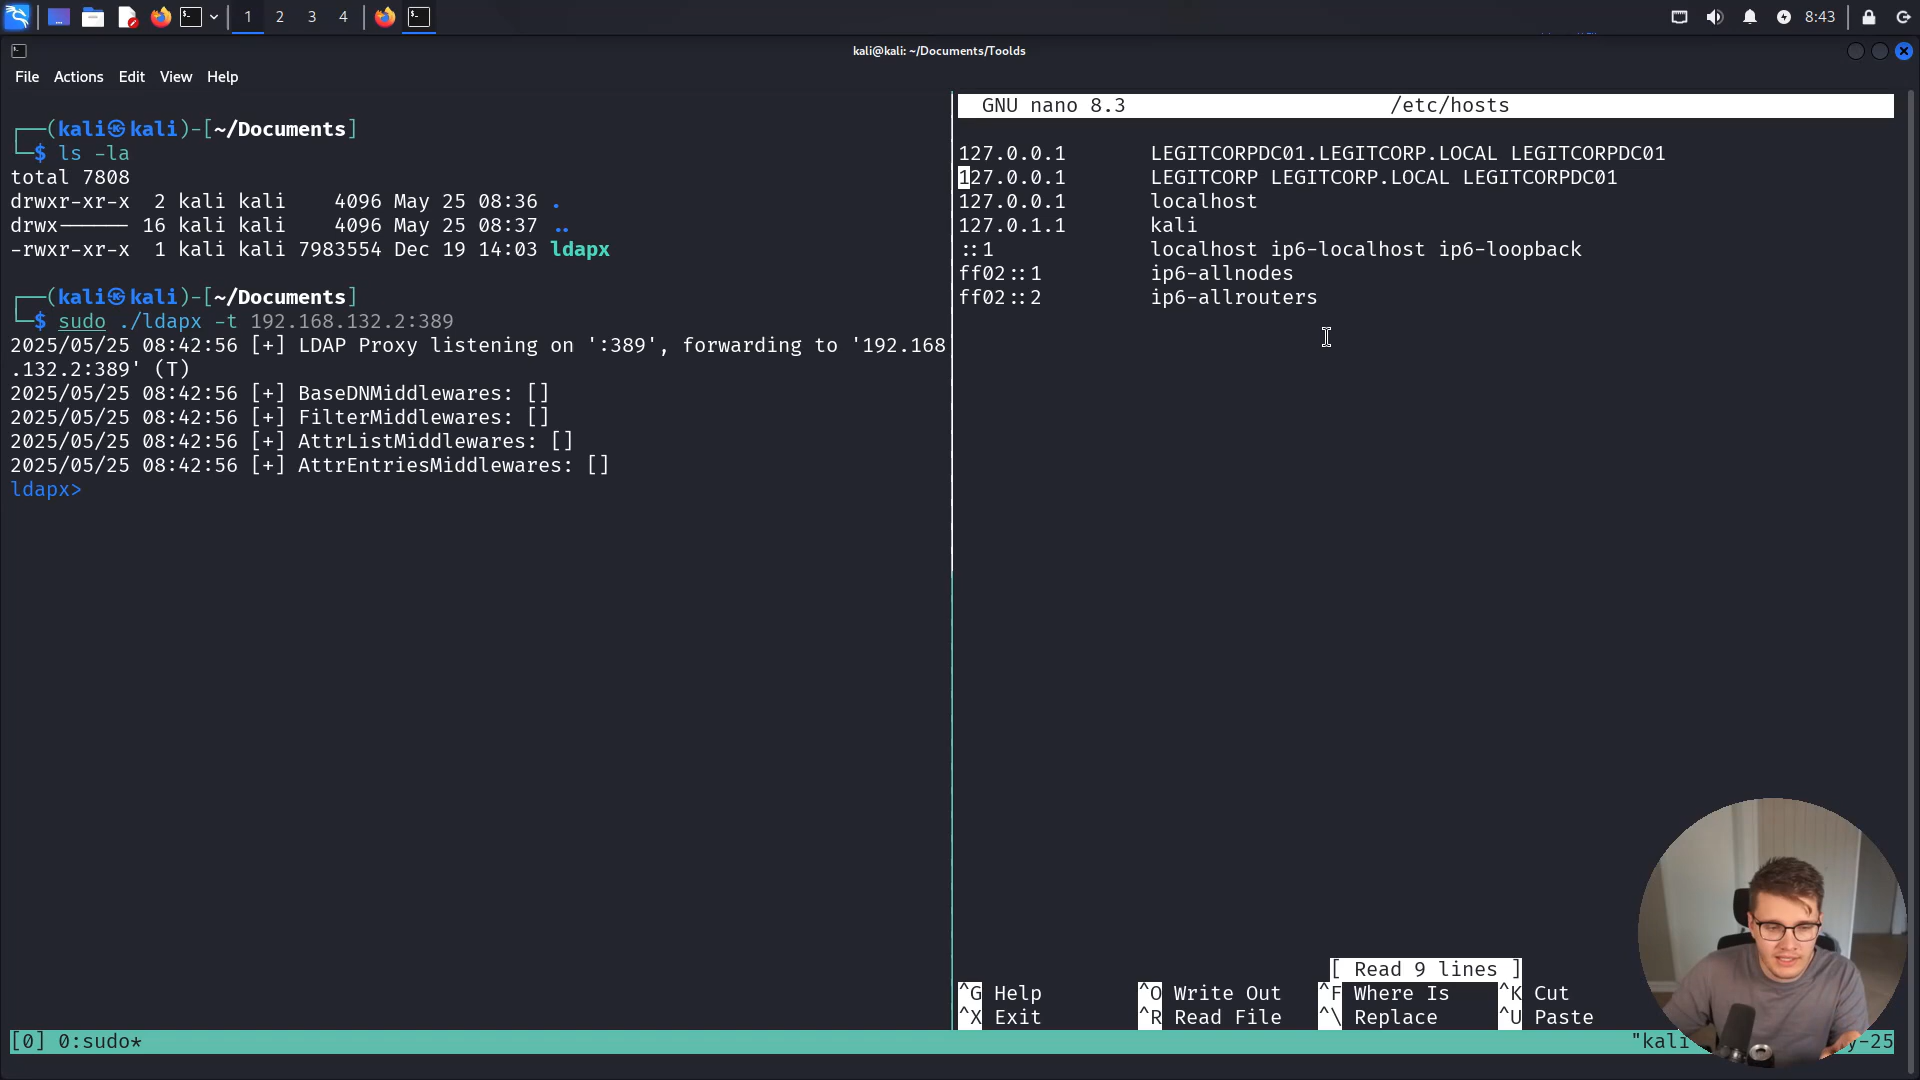 1 2 3 4
8:43
kali@kali: ~/Documents/Toolds
File Actions Edit View Help
┌──(kali㉿kali)-[~/Documents]
└─$ ls -la
total 7808
drwxr-xr-x 2 kali kali 4096 May 25 08:36 .
drwx—— 16 kali kali 4096 May 25 08:37 ..
-rwxr-xr-x 1 kali kali 7983554 Dec 19 14:03 ldapx
┌──(kali㉿kali)-[~/Documents]
└─$ sudo ./ldapx -t 192.168.132.2:389
2025/05/25 08:42:56 [+] LDAP Proxy listening on ':389', forwarding to '192.168
.132.2:389' (T)
2025/05/25 08:42:56 [+] BaseDNMiddlewares: []
2025/05/25 08:42:56 [+] FilterMiddlewares: []
2025/05/25 08:42:56 [+] AttrListMiddlewares: []
2025/05/25 08:42:56 [+] AttrEntriesMiddlewares: []
ldapx>
GNU nano 8.3 /etc/hosts
127.0.0.1 LEGITCORPDC01.LEGITCORP.LOCAL LEGITCORPDC01
127.0.0.1 LEGITCORP LEGITCORP.LOCAL LEGITCORPDC01
127.0.0.1 localhost
127.0.1.1 kali
::1 localhost ip6-localhost ip6-loopback
ff02::1 ip6-allnodes
ff02::2 ip6-allrouters
[ Read 9 lines ]
^G Help ^O Write Out ^F Where Is ^K Cut
^X Exit ^R Read File ^\ Replace ^U Paste
[0] 0:sudo* "kali y-25